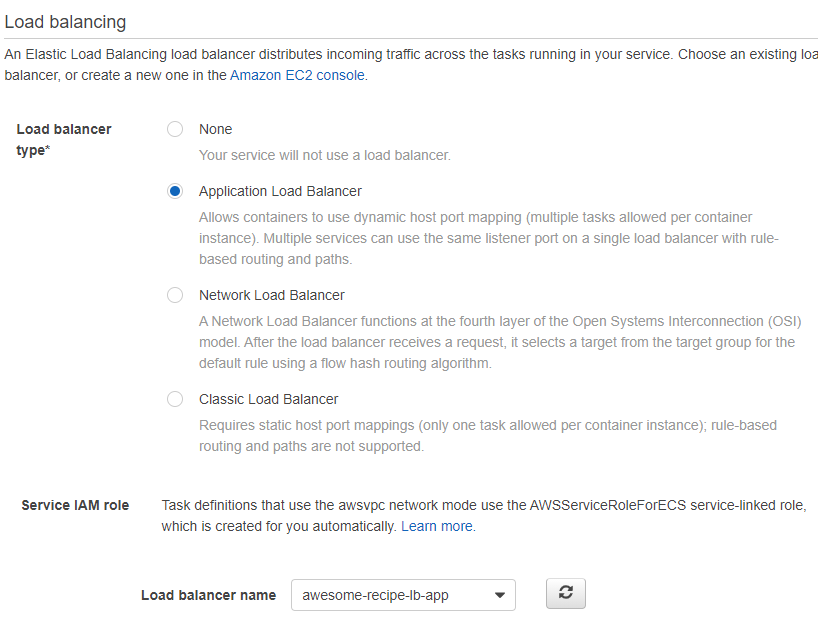 Load balancing
An Elastic Load Balancing load balancer distributes incoming traffic across the tasks running in your service. Choose an existing loa
balancer, or create a new one in the Amazon EC2 console.
Load balancer
type*
None
Your service will not use a load balancer.
Application Load Balancer
Allows containers to use dynamic host port mapping (multiple tasks allowed per container
instance). Multiple services can use the same listener port on a single load balancer with rule-
based routing and paths.
Network Load Balancer
A Network Load Balancer functions at the fourth layer of the Open Systems Interconnection (OSI)
model. After the load balancer receives a request, it selects a target from the target group for the
default rule using a flow hash routing algorithm.
Classic Load Balancer
Requires static host port mappings (only one task allowed per container instance); rule-based
routing and paths are not supported.
Service IAM role
Task definitions that use the awsvpc network mode use the AWSServiceRoleForECS service-linked role,
which is created for you automatically. Learn more.
Load balancer name
awesome-recipe-lb-app